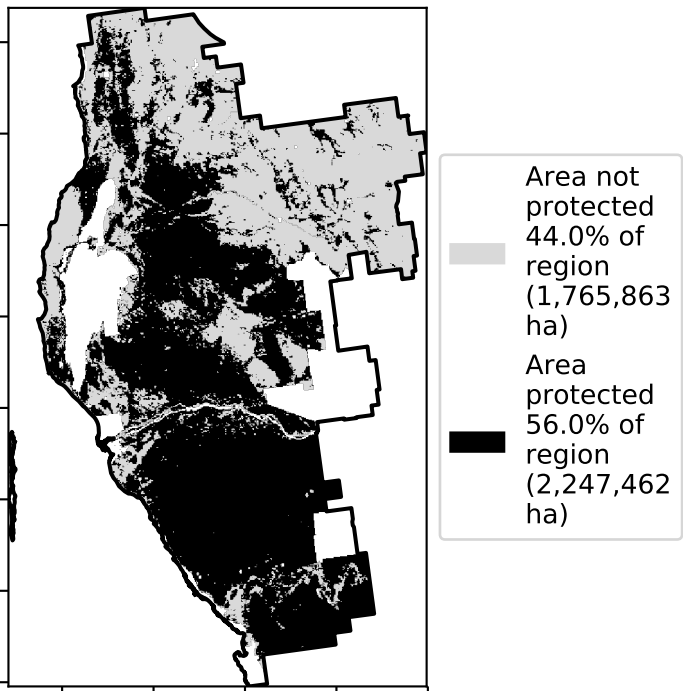 Area not
protected
44.0% of
region
(1,765,863
ha)
Area
protected
56.0% of
region
(2,247,462
ha)